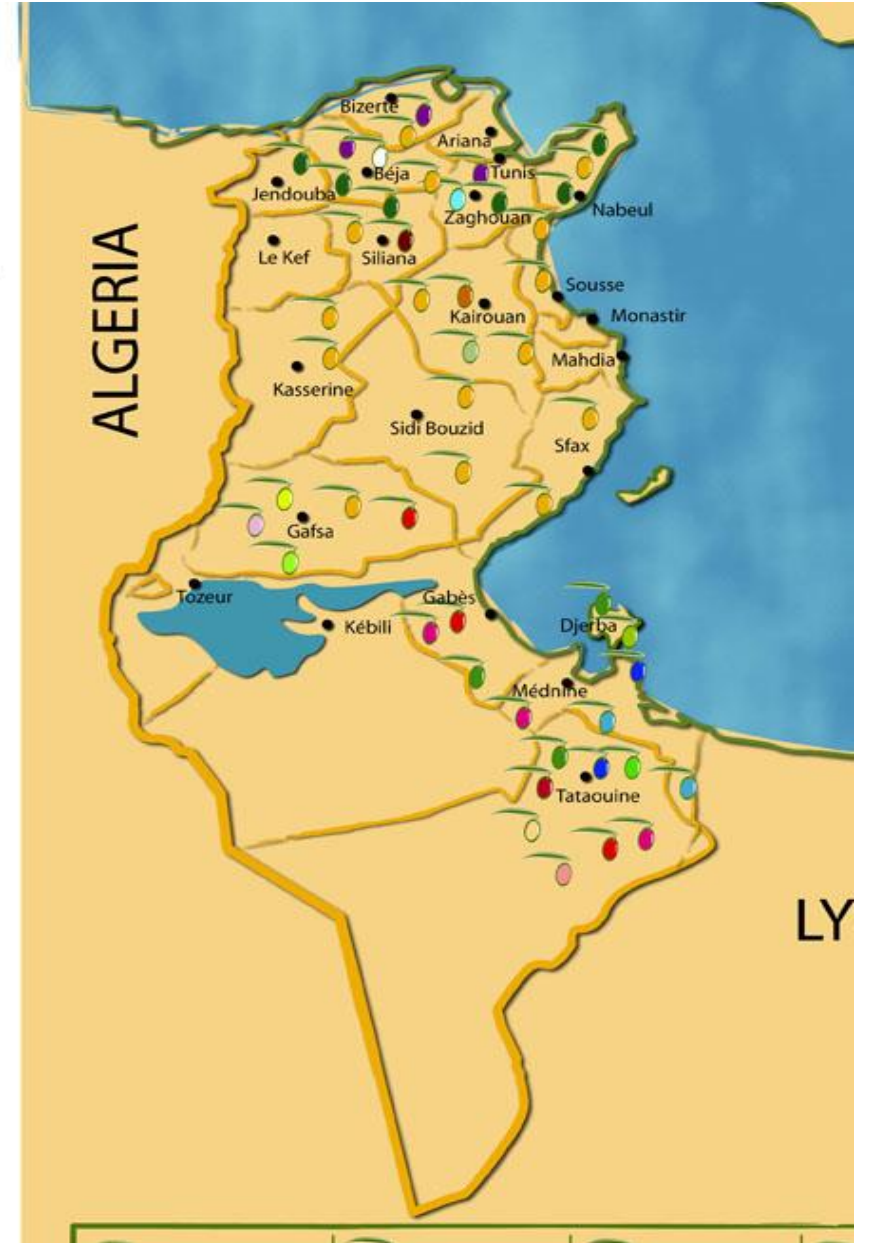 Bizerte
Ariana
Tunis
Béja
Jendouba
Nabeul
Zaghouan
Le Kef
Siliana
ALGERIA
Sousse
Kairouan
Monastir
Mahdia
Kasserine
Sidi Bouzid
Sfax
Gafsa
Tozeur
Gabès
Kébili
Djerba
Médnine
Tataouine
LY